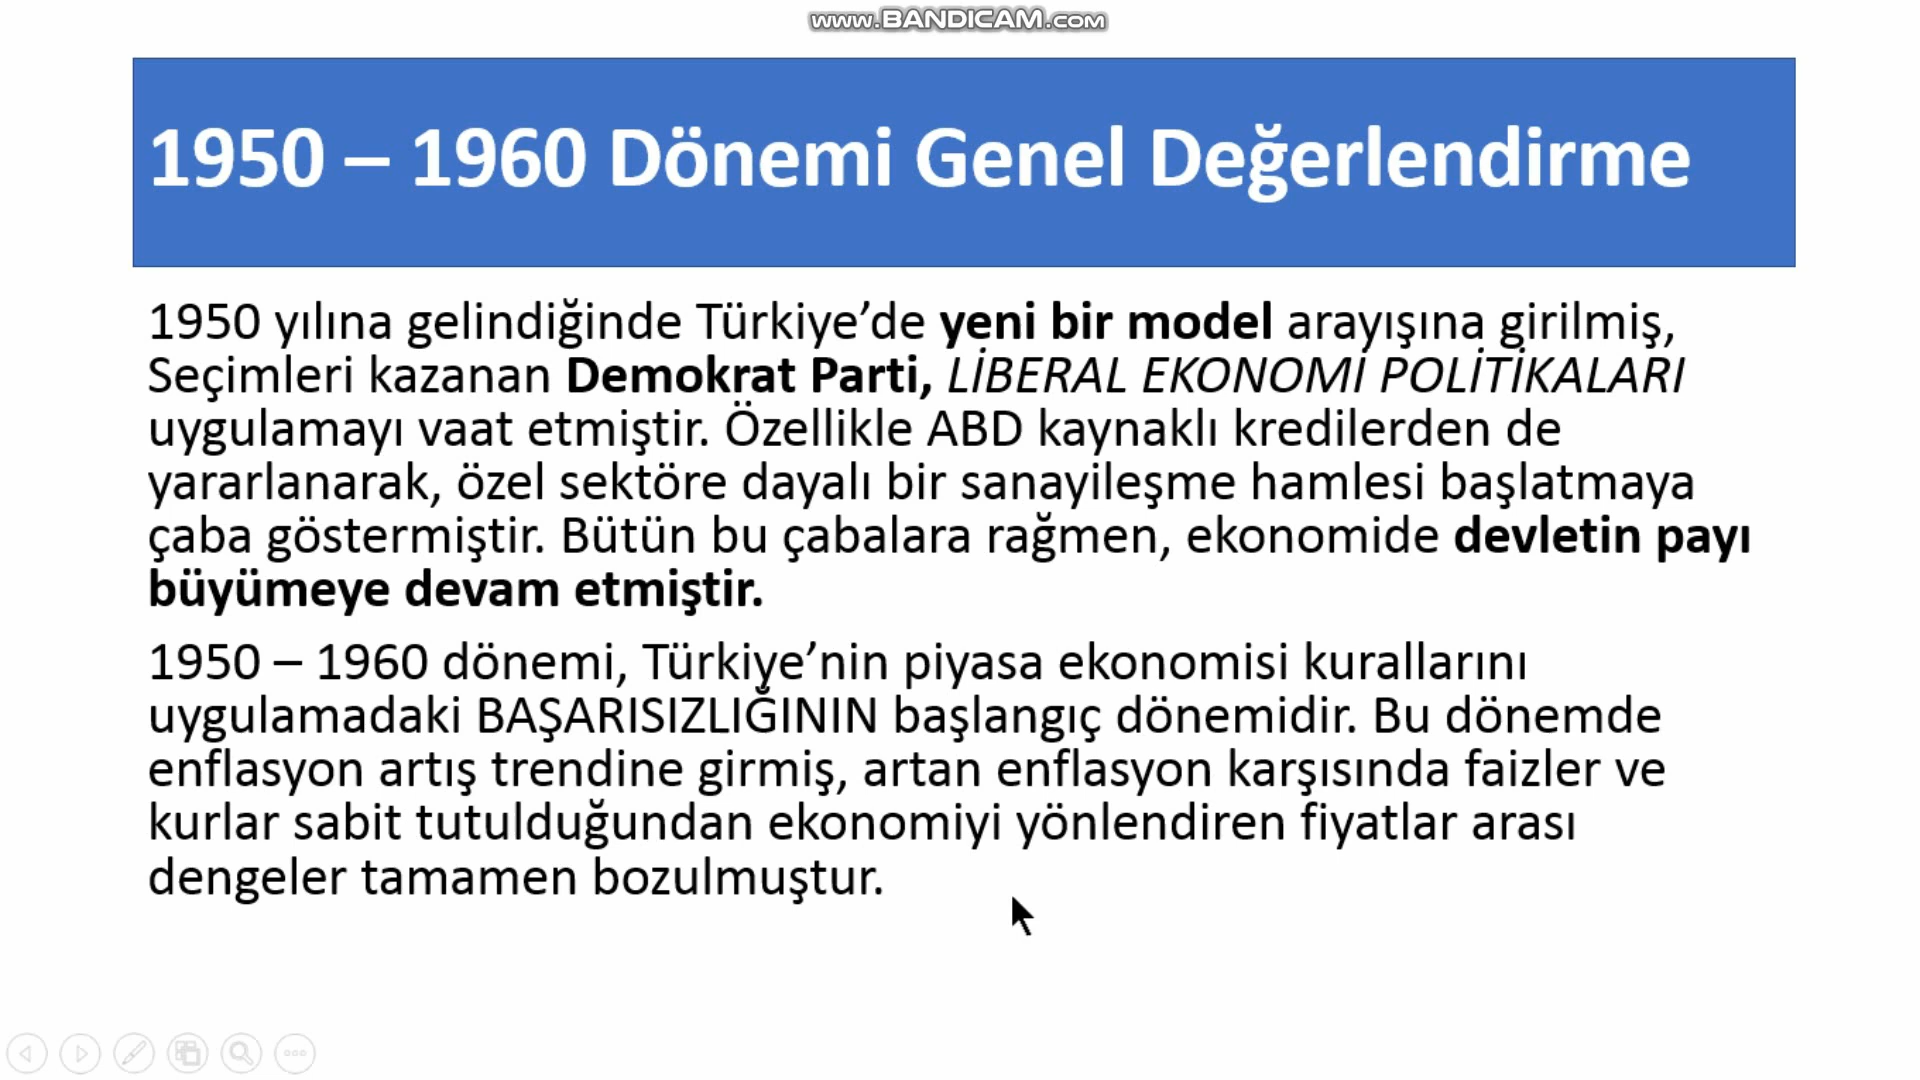 www.BANDICAM.com
1950 – 1960 Dönemi Genel Değerlendirme
1950 yılına gelindiğinde Türkiye’de yeni bir model arayışına girilmiş,
Seçimleri kazanan Demokrat Parti, LİBERAL EKONOMİ POLİTİKALARI
uygulamayı vaat etmiştir. Özellikle ABD kaynaklı kredilerden de
yararlanarak, özel sektöre dayalı bir sanayileşme hamlesi başlatmaya
çaba göstermiştir. Bütün bu çabalara rağmen, ekonomide devletin payı
büyümeye devam etmiştir.
1950 – 1960 dönemi, Türkiye’nin piyasa ekonomisi kurallarını
uygulamadaki BAŞARISIZLIĞININ başlangıç dönemidir. Bu dönemde
enflasyon artış trendine girmiş, artan enflasyon karşısında faizler ve
kurlar sabit tutulduğundan ekonomiyi yönlendiren fiyatlar arası
dengeler tamamen bozulmuştur.